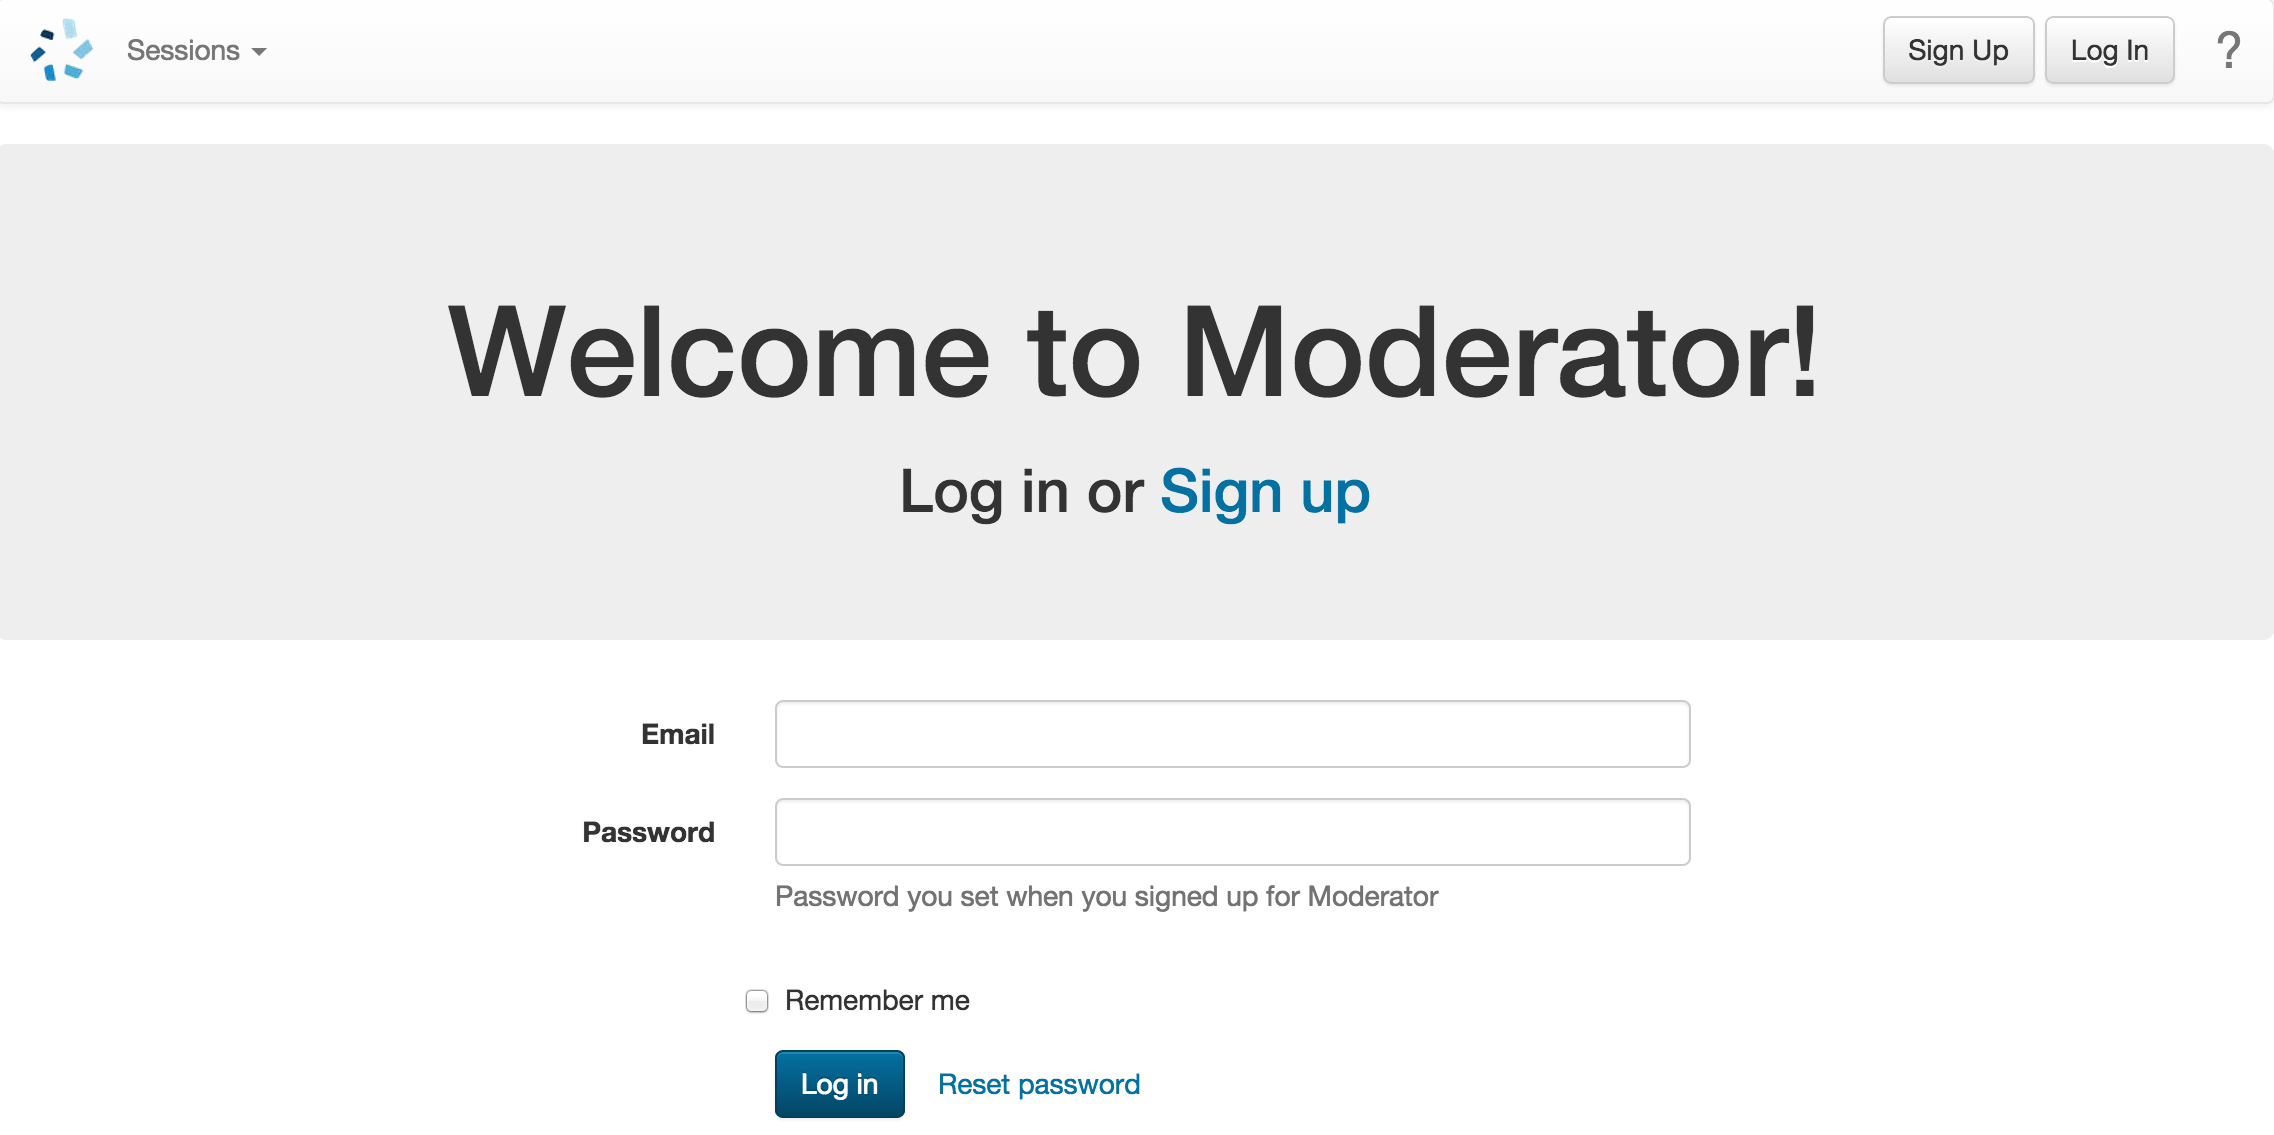 Sessions
Sign Up
Log In
?
Welcome to Moderator!
Log in or Sign up
Email
Password
Password you set when you signed up for Moderator
Remember me
Log in
Reset password